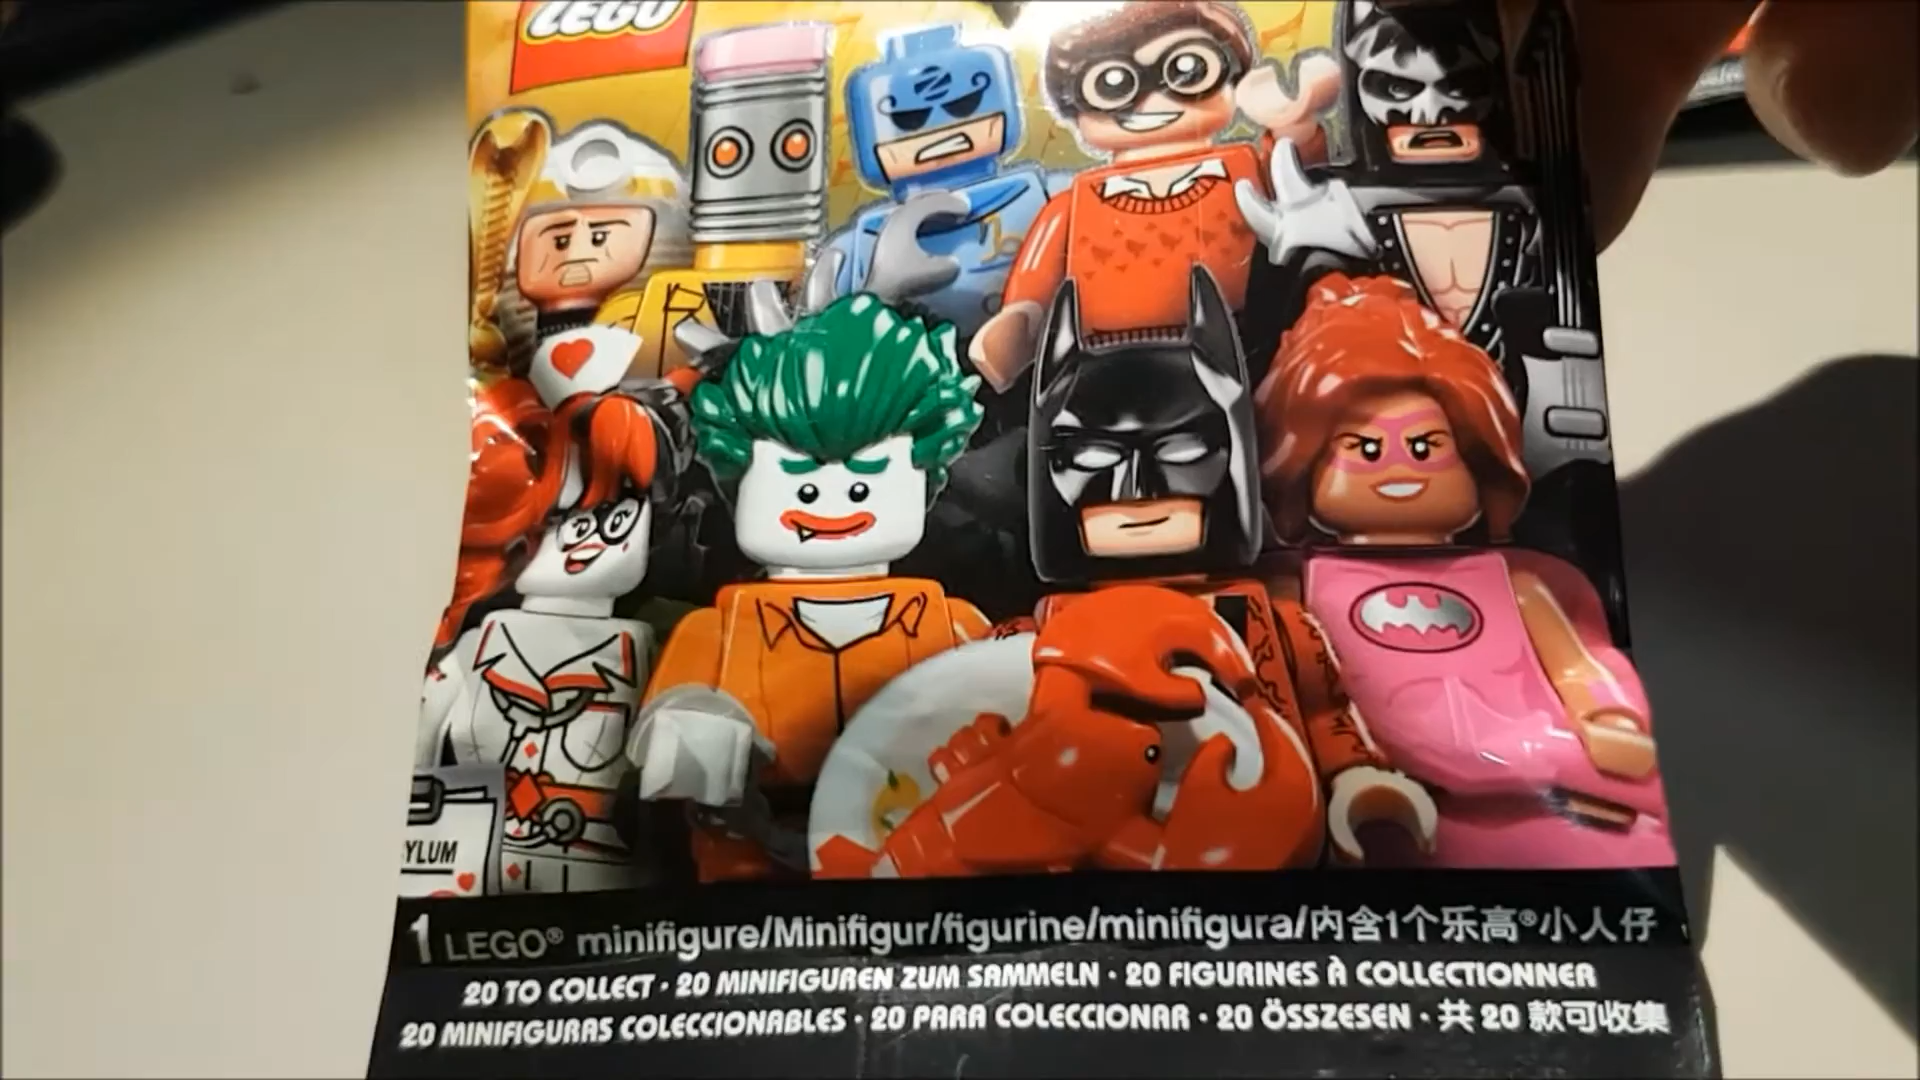 LEGO
YLUM
1 LEGO® minifigure/Minifigur/figurine/minifigura/内含1个乐高®小人仔
20 TO COLLECT · 20 MINIFIGUREN ZUM SAMMELN · 20 FIGURINES À COLLECTIONNER
20 MINIFIGURAS COLECCIONABLES · 20 PARA COLECCIONAR · 20 ÖSSZESEN · 共 20 款可收集